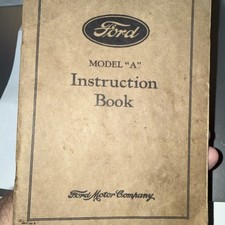 Ford
MODEL "A"
Instruction
Book
Ford Motor Company